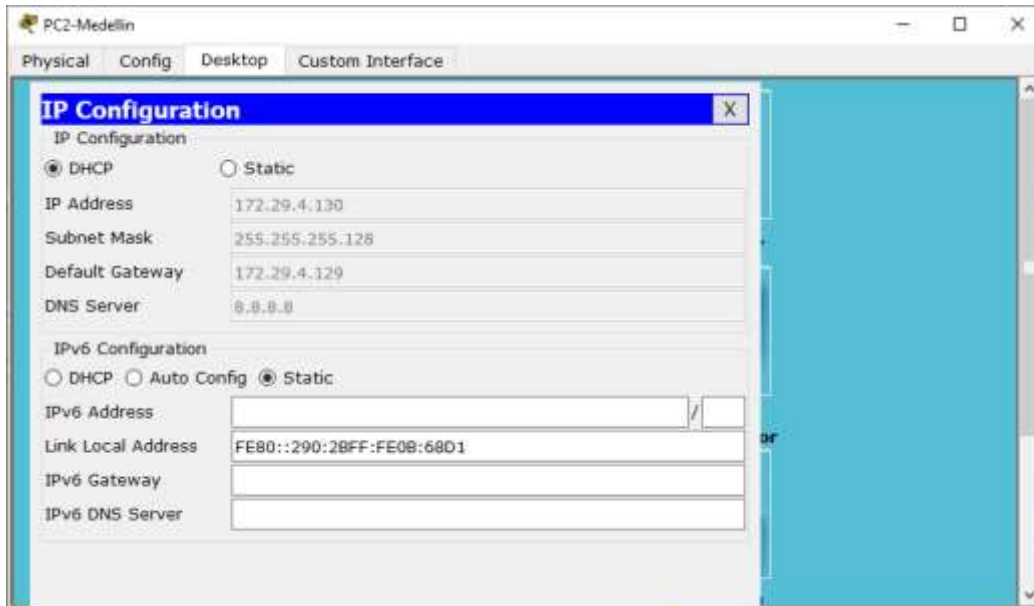 PC2-Medellin
Physical Config Desktop Custom Interface
IP Configuration X
IP Configuration
DHCP Static
IP Address 172.29.4.130
Subnet Mask 255.255.255.128
Default Gateway 172.29.4.129
DNS Server 8.8.8.8
IPv6 Configuration
DHCP Auto Config Static
IPv6 Address /
Link Local Address FE80::290:2BFF:FE0B:68D1
IPv6 Gateway
IPv6 DNS Server
or